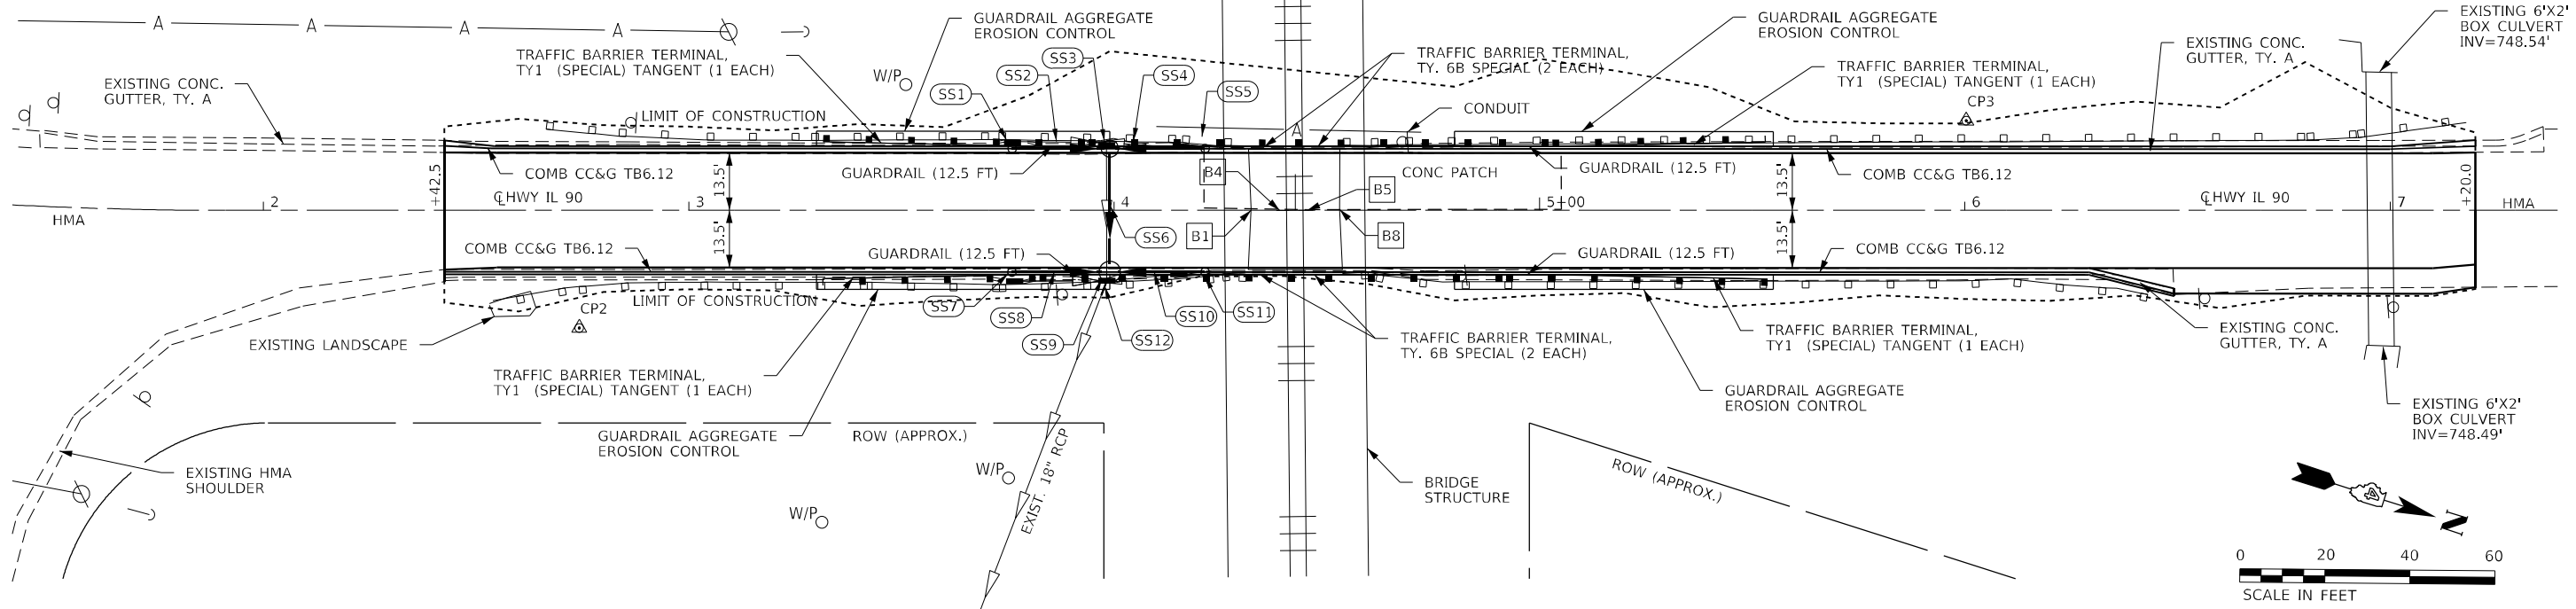 A A A A
GUARDRAIL AGGREGATE
EROSION CONTROL
GUARDRAIL AGGREGATE
EROSION CONTROL
EXISTING 6'X2'
BOX CULVERT
INV=748.54'
TRAFFIC BARRIER TERMINAL,
TY1 (SPECIAL) TANGENT (1 EACH)
SS3
TRAFFIC BARRIER TERMINAL,
TY. 6B SPECIAL (2 EACH)
EXISTING CONC.
GUTTER, TY. A
TRAFFIC BARRIER TERMINAL,
TY1 (SPECIAL) TANGENT (1 EACH)
EXISTING CONC.
GUTTER, TY. A
W/P
SS2
SS4
SS1
SS5
CP3
CONDUIT
LIMIT OF CONSTRUCTION
A
COMB CC&G TB6.12
GUARDRAIL (12.5 FT)
B4
CONC PATCH
GUARDRAIL (12.5 FT)
COMB CC&G TB6.12
+42.5
13.5'
B5
13.5'
+20.0
HMA
2
℄HWY IL 90
3
4
5+00
6
℄HWY IL 90
7
HMA
13.5'
SS6
B1
B8
13.5'
COMB CC&G TB6.12
GUARDRAIL (12.5 FT)
GUARDRAIL (12.5 FT)
COMB CC&G TB6.12
LIMIT OF CONSTRUCTION
SS7
SS8
SS10
SS11
CP2
SS9
SS12
EXISTING LANDSCAPE
TRAFFIC BARRIER TERMINAL,
TY. 6B SPECIAL (2 EACH)
TRAFFIC BARRIER TERMINAL,
TY1 (SPECIAL) TANGENT (1 EACH)
EXISTING CONC.
GUTTER, TY. A
TRAFFIC BARRIER TERMINAL,
TY1 (SPECIAL) TANGENT (1 EACH)
GUARDRAIL AGGREGATE
EROSION CONTROL
EXISTING 6'X2'
BOX CULVERT
INV=748.49'
GUARDRAIL AGGREGATE
EROSION CONTROL
ROW (APPROX.)
EXISTING HMA
SHOULDER
W/P
EXIST. 18" RCP
BRIDGE
STRUCTURE
ROW (APPROX.)
W/P
N
0 20 40 60
SCALE IN FEET